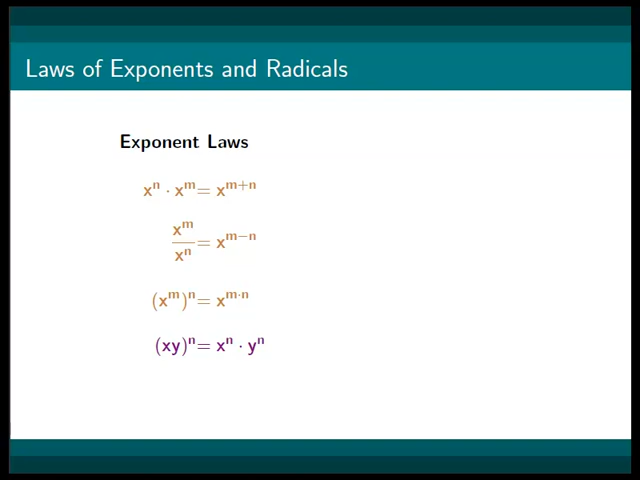 Laws of Exponents and Radicals
Exponent Laws
xⁿ · xᵐ = xᵐ⁺ⁿ
xᵐ/xⁿ = xᵐ⁻ⁿ
(xᵐ)ⁿ = xᵐ·ⁿ
(xy)ⁿ = xⁿ · yⁿ